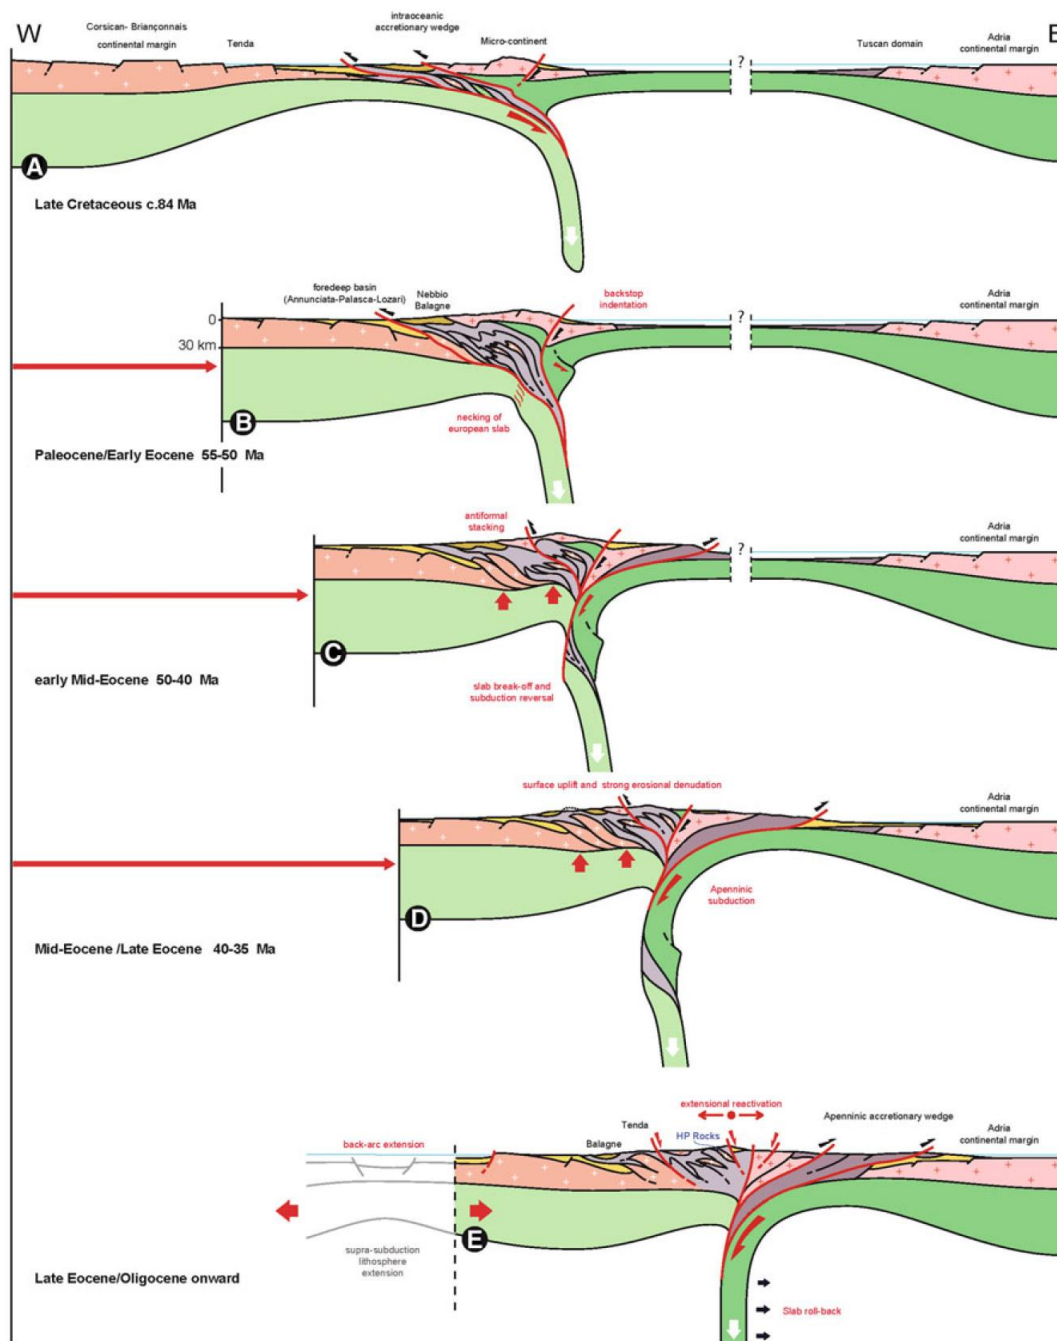 W
E
Corsican- Briançonnais
continental margin
Tenda
intraoceanic
accretionary wedge
Micro-continent
?
Tuscan domain
Adria
continental margin
A
Late Cretaceous c.84 Ma
foredeep basin
(Annunciata-Palasca-Lozari)
Nebbio
Balagne
backstop
indentation
?
Adria
continental margin
0
30 km
B
necking of
european slab
Paleocene/Early Eocene 55-50 Ma
antiformal
stacking
?
Adria
continental margin
C
early Mid-Eocene 50-40 Ma
slab break-off and
subduction reversal
surface uplift and strong erosional denudation
Adria
continental margin
D
Apenninic
subduction
Mid-Eocene /Late Eocene 40-35 Ma
extensional reactivation
Tenda
Apenninic accretionary wedge
back-arc extension
Balagne
HP Rocks
Adria
continental margin
E
supra-subduction
lithosphere
extension
Late Eocene/Oligocene onward
Slab roll-back